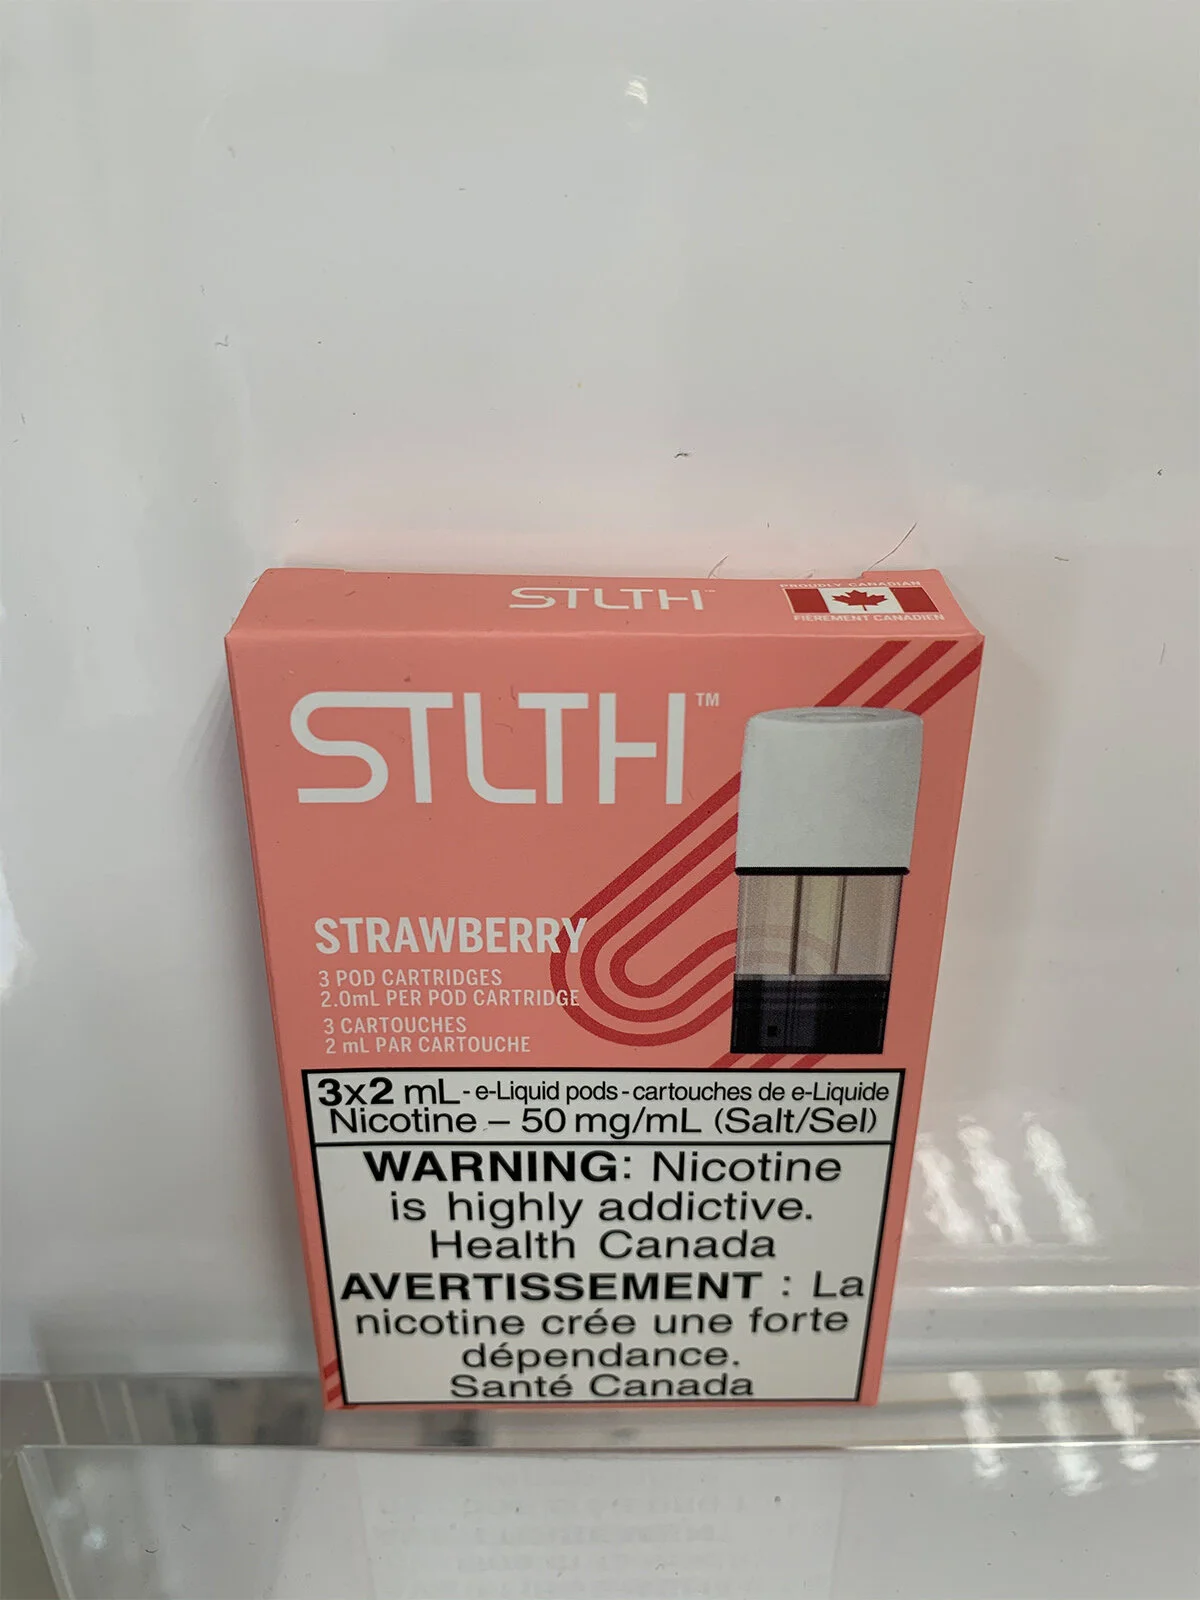 STLTH™
PROUDLY CANADIAN
FIÈREMENT CANADIEN
STLTH™
STRAWBERRY
3 POD CARTRIDGES
2.0mL PER POD CARTRIDGE
3 CARTOUCHES
2 mL PAR CARTOUCHE
3x2 mL - e-Liquid pods - cartouches de e-Liquide
Nicotine – 50 mg/mL (Salt/Sel)
WARNING: Nicotine
is highly addictive.
Health Canada
AVERTISSEMENT : La
nicotine crée une forte
dépendance.
Santé Canada